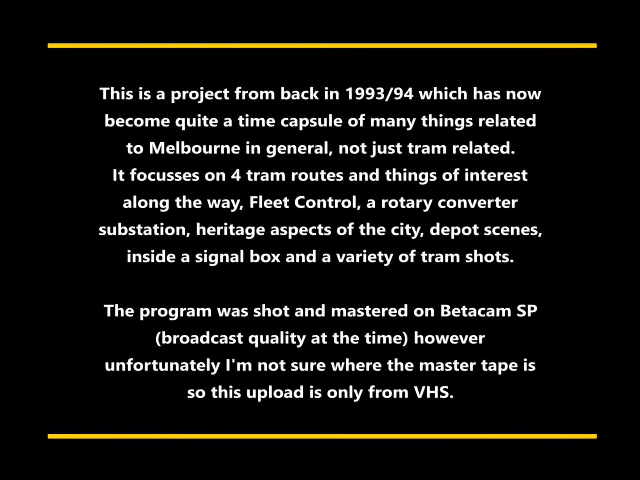 This is a project from back in 1993/94 which has now
become quite a time capsule of many things related
to Melbourne in general, not just tram related.
It focusses on 4 tram routes and things of interest
along the way, Fleet Control, a rotary converter
substation, heritage aspects of the city, depot scenes,
inside a signal box and a variety of tram shots.
The program was shot and mastered on Betacam SP
(broadcast quality at the time) however
unfortunately I'm not sure where the master tape is
so this upload is only from VHS.